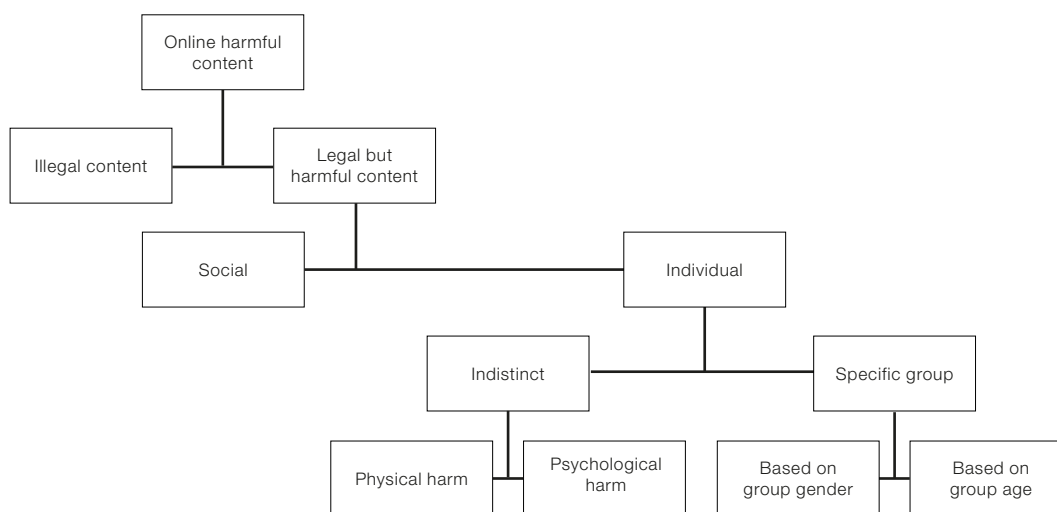 Online harmful
content
Illegal content
Legal but
harmful content
Social
Individual
Indistinct
Specific group
Physical harm
Psychological
harm
Based on
group gender
Based on
group age